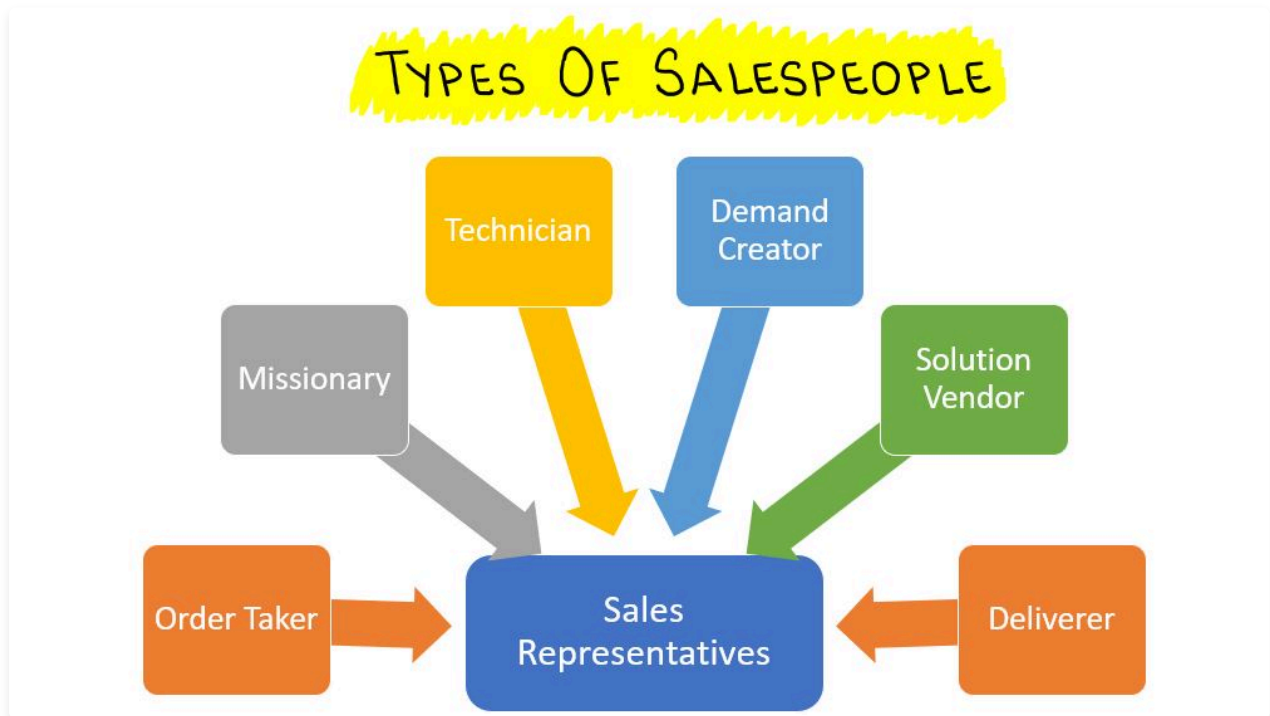 TYPES OF SALESPEOPLE
Technician
Demand
Creator
Missionary
Solution
Vendor
Order Taker
Sales
Representatives
Deliverer